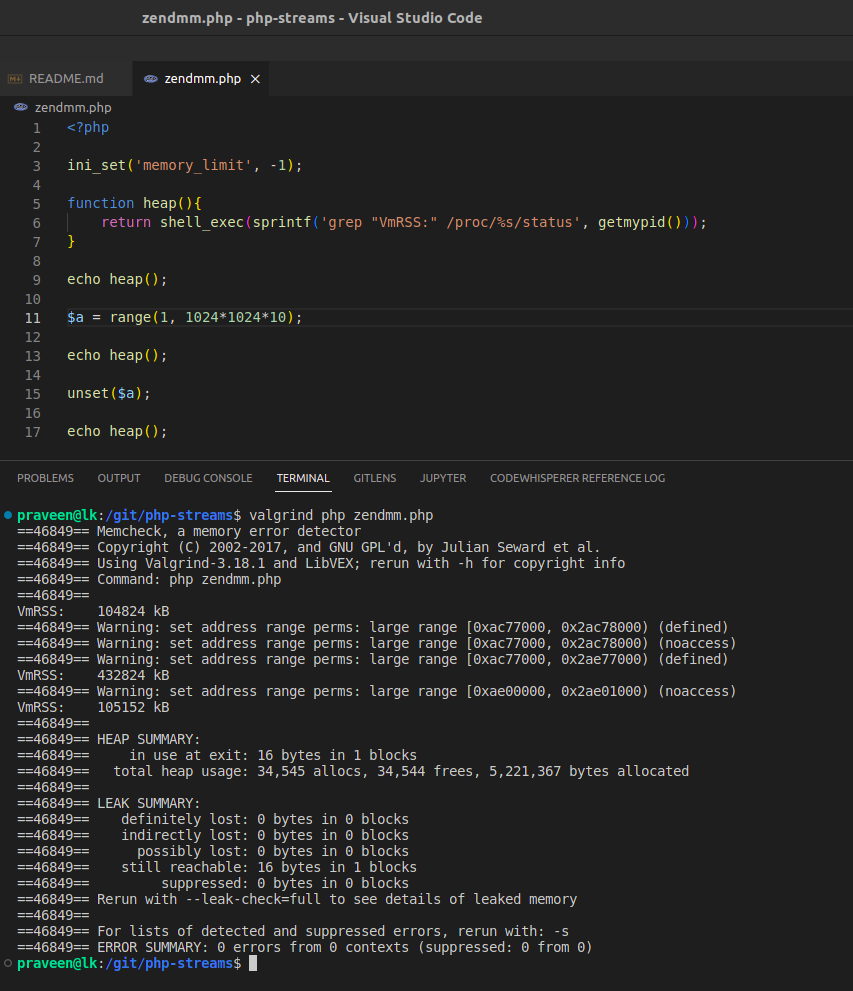 zendmm.php - php-streams - Visual Studio Code
README.md zendmm.php
zendmm.php
1 <?php
2
3 ini_set('memory_limit', -1);
4
5 function heap(){
6 return shell_exec(sprintf('grep "VmRSS:" /proc/%s/status', getmypid()));
7 }
8
9 echo heap();
10
11 $a = range(1, 1024*1024*10);
12
13 echo heap();
14
15 unset($a);
16
17 echo heap();
PROBLEMS OUTPUT DEBUG CONSOLE TERMINAL GITLENS JUPYTER CODEWHISPERER REFERENCE LOG
praveen@lk:/git/php-streams$ valgrind php zendmm.php
==46849== Memcheck, a memory error detector
==46849== Copyright (C) 2002-2017, and GNU GPL'd, by Julian Seward et al.
==46849== Using Valgrind-3.18.1 and LibVEX; rerun with -h for copyright info
==46849== Command: php zendmm.php
==46849==
VmRSS: 104824 kB
==46849== Warning: set address range perms: large range [0xac77000, 0x2ac78000) (defined)
==46849== Warning: set address range perms: large range [0xac77000, 0x2ac78000) (noaccess)
==46849== Warning: set address range perms: large range [0xac77000, 0x2ae77000) (defined)
VmRSS: 432824 kB
==46849== Warning: set address range perms: large range [0xae00000, 0x2ae01000) (noaccess)
VmRSS: 105152 kB
==46849==
==46849== HEAP SUMMARY:
==46849== in use at exit: 16 bytes in 1 blocks
==46849== total heap usage: 34,545 allocs, 34,544 frees, 5,221,367 bytes allocated
==46849==
==46849== LEAK SUMMARY:
==46849== definitely lost: 0 bytes in 0 blocks
==46849== indirectly lost: 0 bytes in 0 blocks
==46849== possibly lost: 0 bytes in 0 blocks
==46849== still reachable: 16 bytes in 1 blocks
==46849== suppressed: 0 bytes in 0 blocks
==46849== Rerun with --leak-check=full to see details of leaked memory
==46849==
==46849== For lists of detected and suppressed errors, rerun with: -s
==46849== ERROR SUMMARY: 0 errors from 0 contexts (suppressed: 0 from 0)
praveen@lk:/git/php-streams$